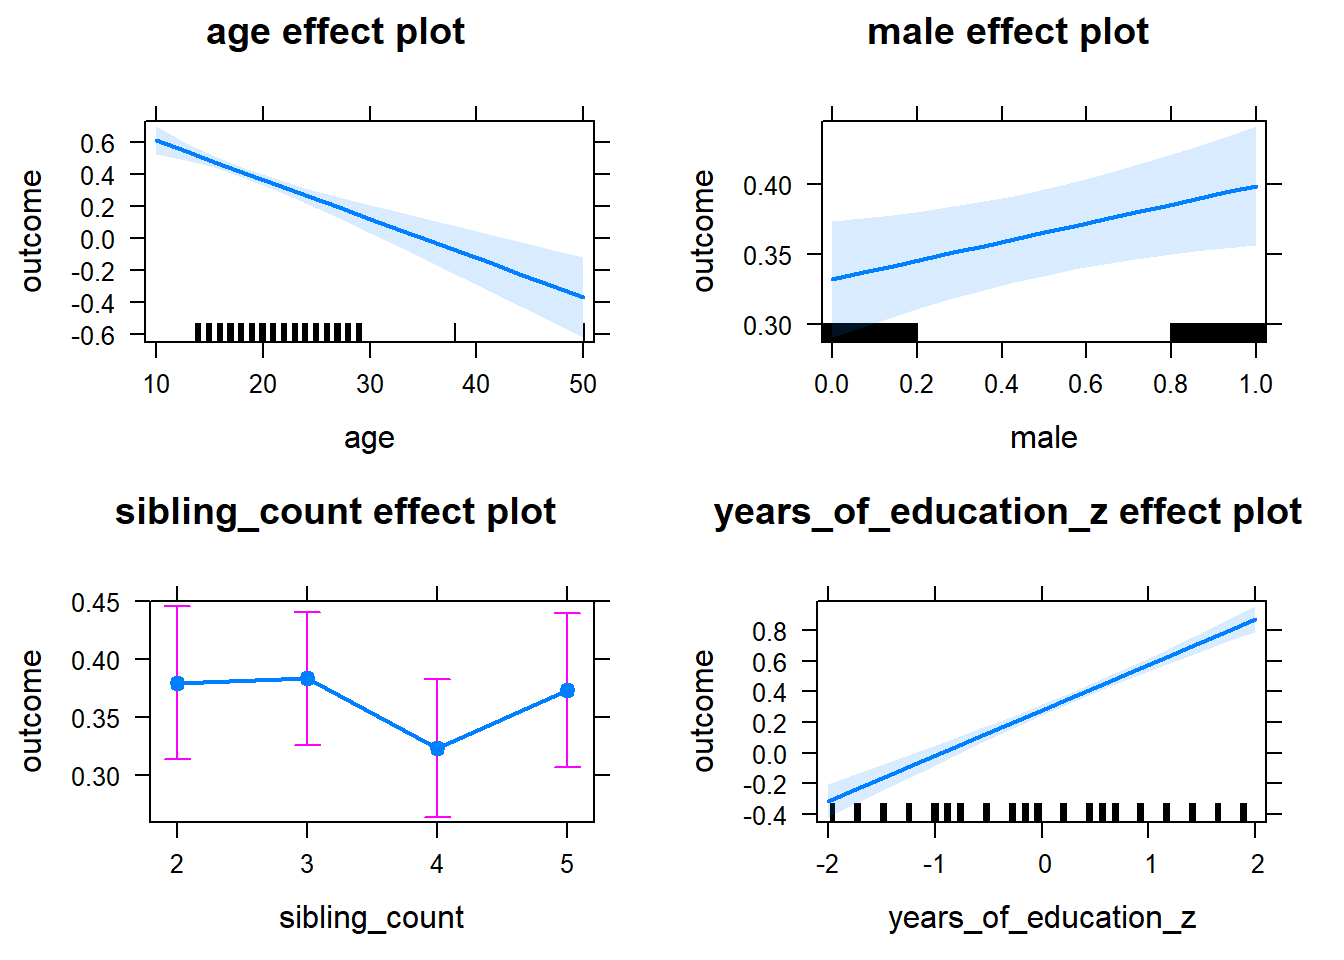 age effect plot
outcome
0.6
0.4
0.2
0.0
-0.2
-0.4
-0.6
10 20 30 40 50
age
male effect plot
outcome
0.40
0.35
0.30
0.0 0.2 0.4 0.6 0.8 1.0
male
sibling_count effect plot
outcome
0.45
0.40
0.35
0.30
2 3 4 5
sibling_count
years_of_education_z effect plot
outcome
0.8
0.6
0.4
0.2
0.0
-0.2
-0.4
-2 -1 0 1 2
years_of_education_z